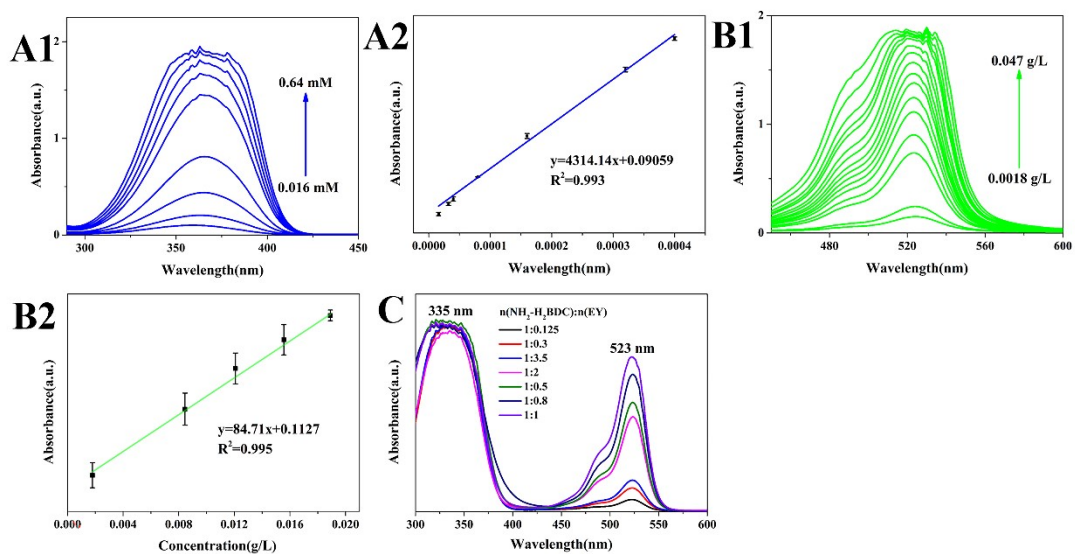 A1
2
1
0
Absorbance(a.u.)
0.64 mM
0.016 mM
300
350
400
450
Wavelength(nm)
A2
Absorbance(a.u.)
y=4314.14x+0.09059
R²=0.993
0.0000
0.0001
0.0002
0.0003
0.0004
Wavelength(nm)
B1
2
1
0
Absorbance(a.u.)
0.047 g/L
0.0018 g/L
480
520
560
600
Wavelength(nm)
B2
Absorbance(a.u.)
y=84.71x+0.1127
R²=0.995
0.000
0.004
0.008
0.012
0.016
0.020
Concentration(g/L)
C
335 nm
n(NH₂-H₂BDC):n(EY)
1:0.125
1:0.3
1:3.5
1:2
1:0.5
1:0.8
1:1
523 nm
Absorbance(a.u.)
300
350
400
450
500
550
600
Wavelength(nm)